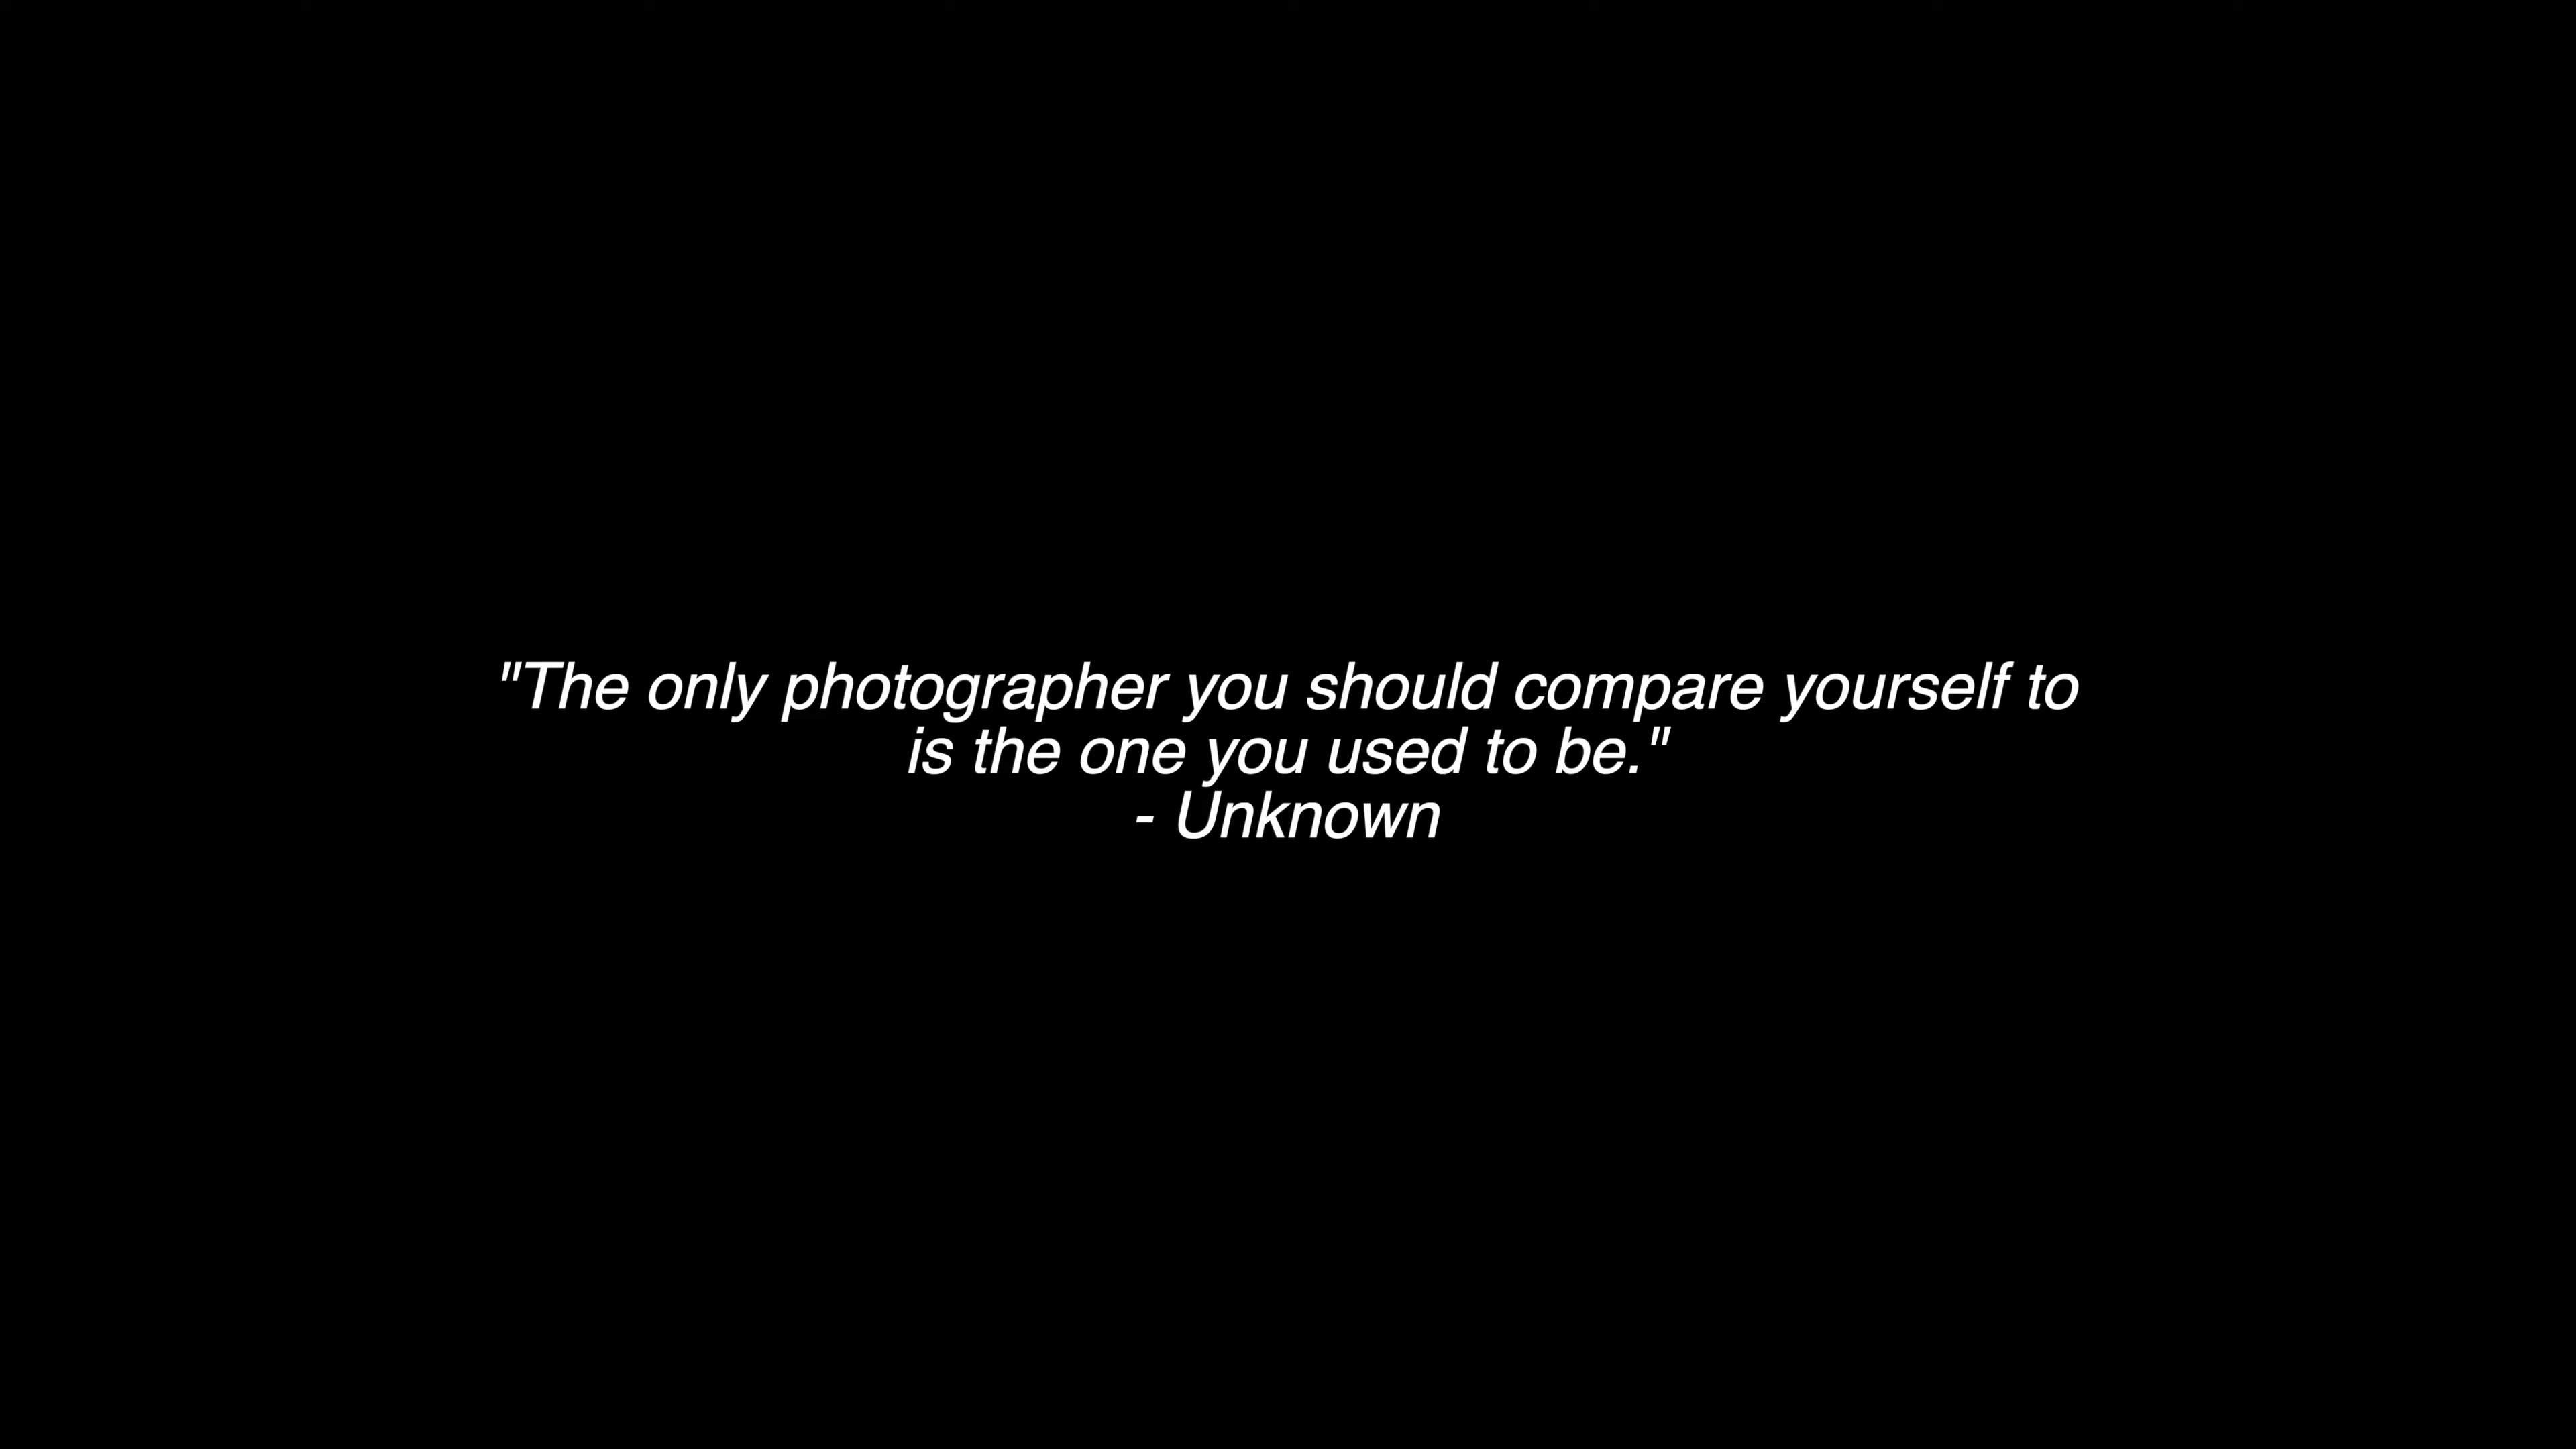 "The only photographer you should compare yourself to
is the one you used to be."
- Unknown